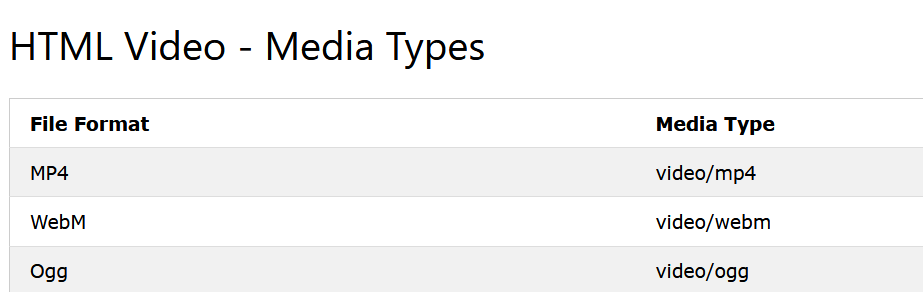 HTML Video - Media Types
File Format Media Type
MP4 video/mp4
WebM video/webm
Ogg video/ogg